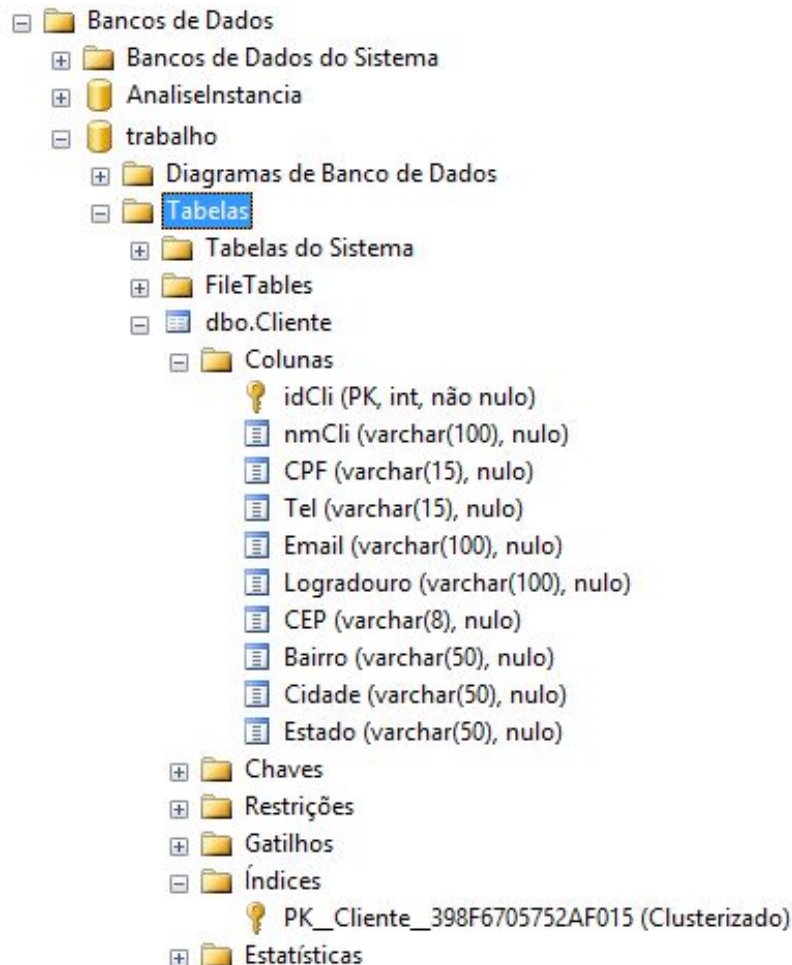 Bancos de Dados
Bancos de Dados do Sistema
AnaliseInstancia
trabalho
Diagramas de Banco de Dados
Tabelas
Tabelas do Sistema
FileTables
dbo.Cliente
Colunas
idCli (PK, int, não nulo)
nmCli (varchar(100), nulo)
CPF (varchar(15), nulo)
Tel (varchar(15), nulo)
Email (varchar(100), nulo)
Logradouro (varchar(100), nulo)
CEP (varchar(8), nulo)
Bairro (varchar(50), nulo)
Cidade (varchar(50), nulo)
Estado (varchar(50), nulo)
Chaves
Restrições
Gatilhos
Índices
PK__Cliente__398F6705752AF015 (Clusterizado)
Estatísticas